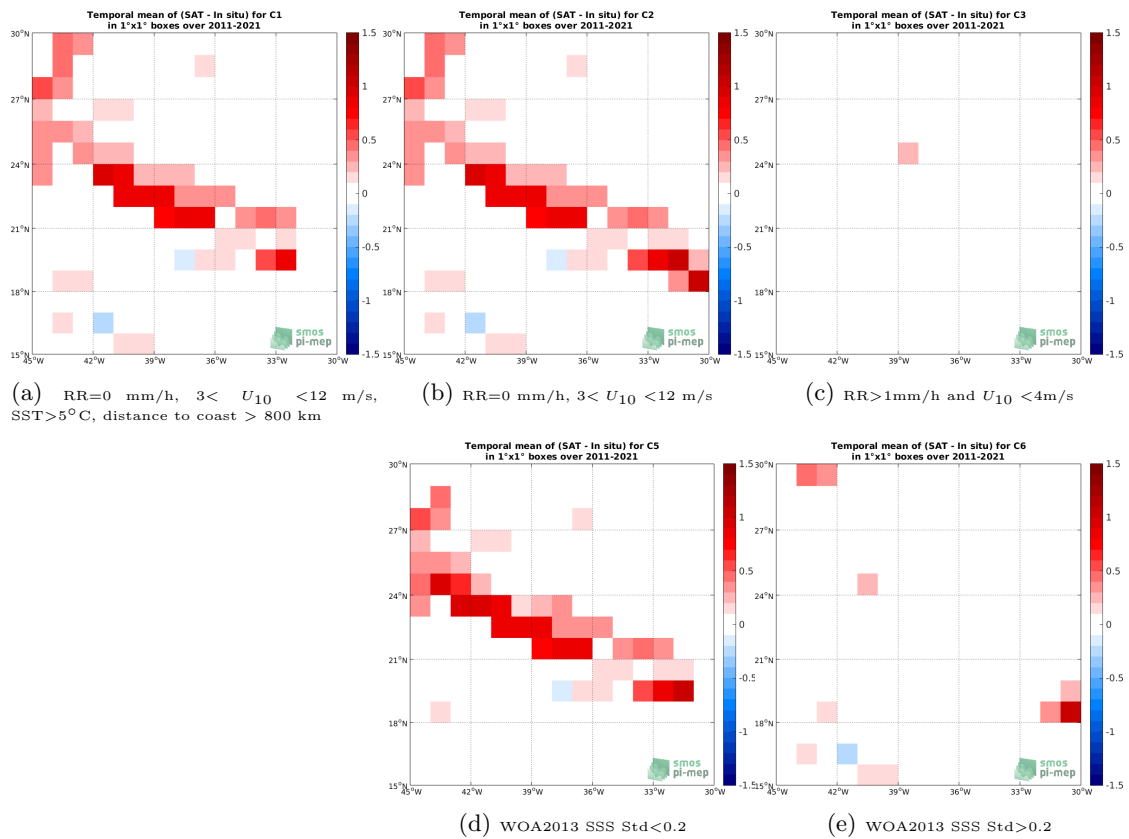 Temporal mean of (SAT - In situ) for C1
in 1°x1° boxes over 2011-2021
30°N
27°N
24°N
21°N
18°N
15°N
45°W
42°W
39°W
36°W
33°W
30°W
1.5
1
0.5
0
-0.5
-1
-1.5
smos
pi-mep
(a) RR=0 mm/h, 3< U10 <12 m/s,
SST>5°C, distance to coast > 800 km
Temporal mean of (SAT - In situ) for C2
in 1°x1° boxes over 2011-2021
30°N
27°N
24°N
21°N
18°N
15°N
45°W
42°W
39°W
36°W
33°W
30°W
1.5
1
0.5
0
-0.5
-1
-1.5
smos
pi-mep
(b) RR=0 mm/h, 3< U10 <12 m/s
Temporal mean of (SAT - In situ) for C3
in 1°x1° boxes over 2011-2021
30°N
27°N
24°N
21°N
18°N
15°N
45°W
42°W
39°W
36°W
33°W
30°W
1.5
1
0.5
0
-0.5
-1
-1.5
smos
pi-mep
(c) RR>1mm/h and U10 <4m/s
Temporal mean of (SAT - In situ) for C5
in 1°x1° boxes over 2011-2021
30°N
27°N
24°N
21°N
18°N
15°N
45°W
42°W
39°W
36°W
33°W
30°W
1.5
1
0.5
0
-0.5
-1
-1.5
smos
pi-mep
(d) WOA2013 SSS Std<0.2
Temporal mean of (SAT - In situ) for C6
in 1°x1° boxes over 2011-2021
30°N
27°N
24°N
21°N
18°N
15°N
45°W
42°W
39°W
36°W
33°W
30°W
1.5
1
0.5
0
-0.5
-1
-1.5
smos
pi-mep
(e) WOA2013 SSS Std>0.2